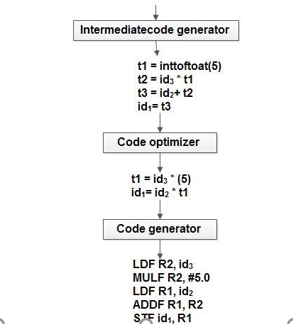 Intermediatecode generator
t1 = inttoftoat(5)
t2 = id₃ * t1
t3 = id₂+ t2
id₁= t3
Code optimizer
t1 = id₃ * (5)
id₁= id₂ * t1
Code generator
LDF R2, id₃
MULF R2, #5.0
LDF R1, id₂
ADDF R1, R2
STF id₁, R1